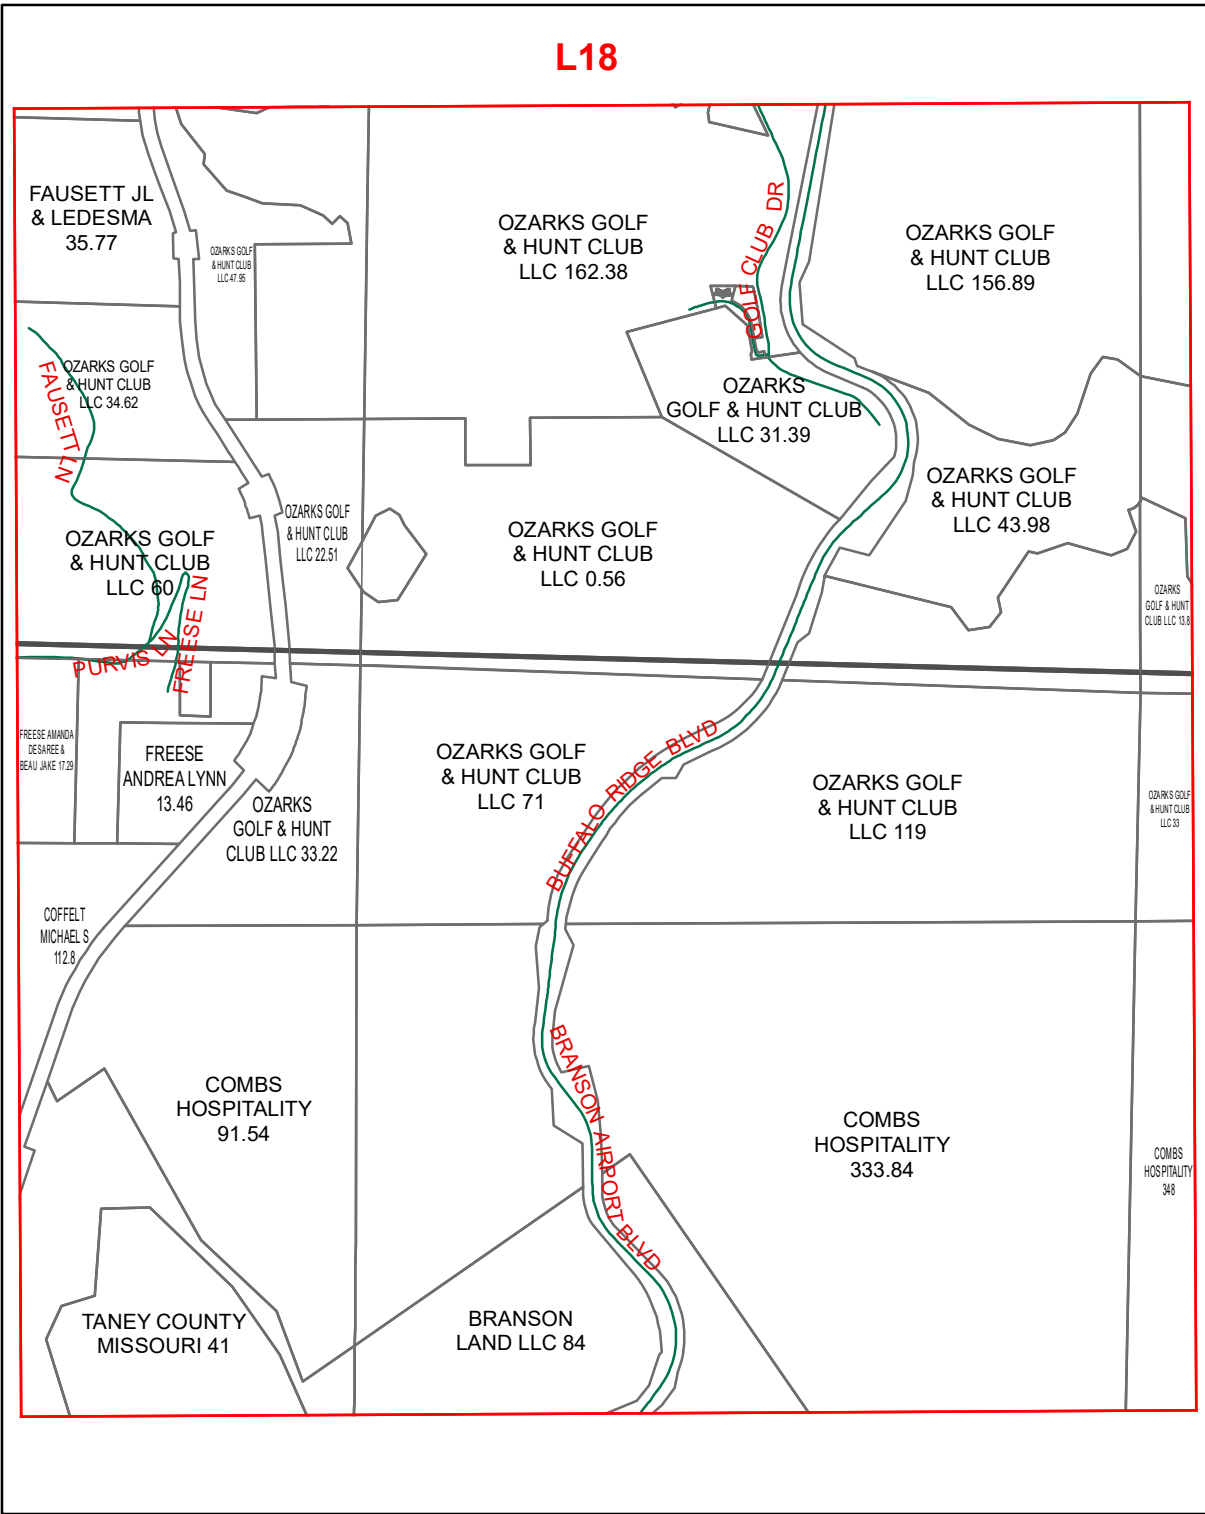 L18
FAUSETT JL
& LEDESMA
35.77
OZARKS GOLF
& HUNT CLUB
LLC 47.95
OZARKS GOLF
& HUNT CLUB
LLC 162.38
GOLF CLUB DR
OZARKS GOLF
& HUNT CLUB
LLC 156.89
FAUSETT LN
OZARKS GOLF
& HUNT CLUB
LLC 34.62
OZARKS
GOLF & HUNT CLUB
LLC 31.39
OZARKS GOLF
& HUNT CLUB
LLC 43.98
OZARKS GOLF
& HUNT CLUB
LLC 22.51
OZARKS GOLF
& HUNT CLUB
LLC 60
OZARKS GOLF
& HUNT CLUB
LLC 0.56
OZARKS
GOLF & HUNT
CLUB LLC 13.8
PURVIS LN
FREESE LN
FREESE AMANDA
DESAREE &
BEAU JAKE 17.29
FREESE
ANDREA LYNN
13.46
OZARKS
GOLF & HUNT
CLUB LLC 33.22
OZARKS GOLF
& HUNT CLUB
LLC 71
BUFFALO RIDGE BLVD
OZARKS GOLF
& HUNT CLUB
LLC 119
OZARKS GOLF
& HUNT CLUB
LLC 33
COFFELT
MICHAEL S
112.8
COMBS
HOSPITALITY
91.54
BRANSON AIRPORT BLVD
COMBS
HOSPITALITY
333.84
COMBS
HOSPITALITY
348
TANEY COUNTY
MISSOURI 41
BRANSON
LAND LLC 84